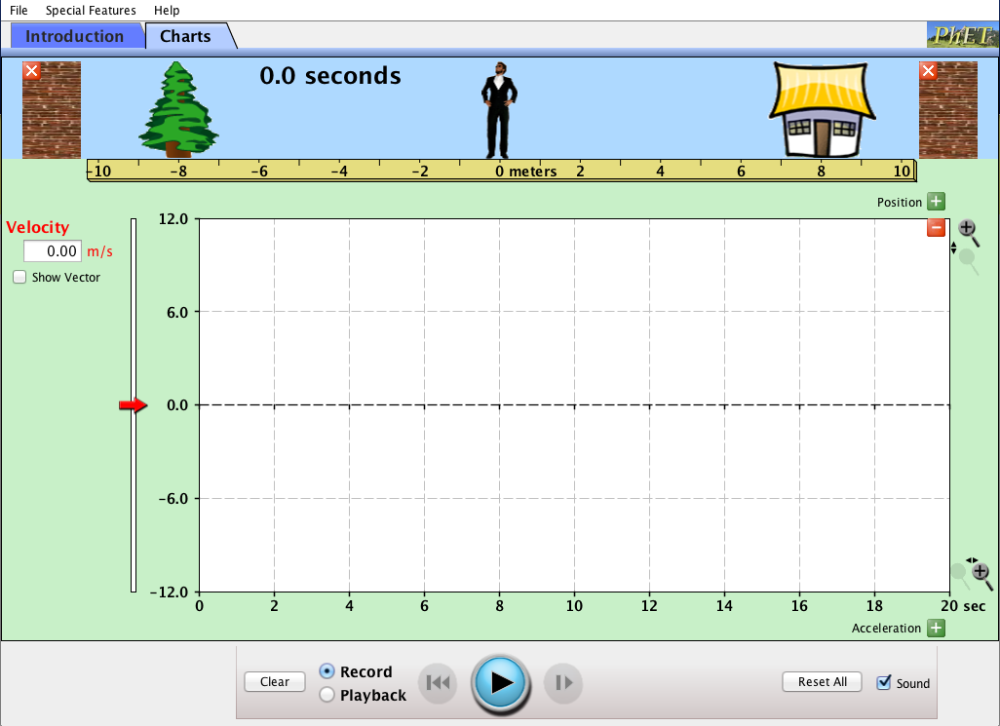 File Special Features Help
Introduction Charts PhET
0.0 seconds
-10 -8 -6 -4 -2 0 meters 2 4 6 8 10
Position
Velocity
0.00 m/s
Show Vector
12.0
6.0
0.0
-6.0
-12.0
0 2 4 6 8 10 12 14 16 18 20 sec
Acceleration
Clear
Record
Playback
Reset All
Sound